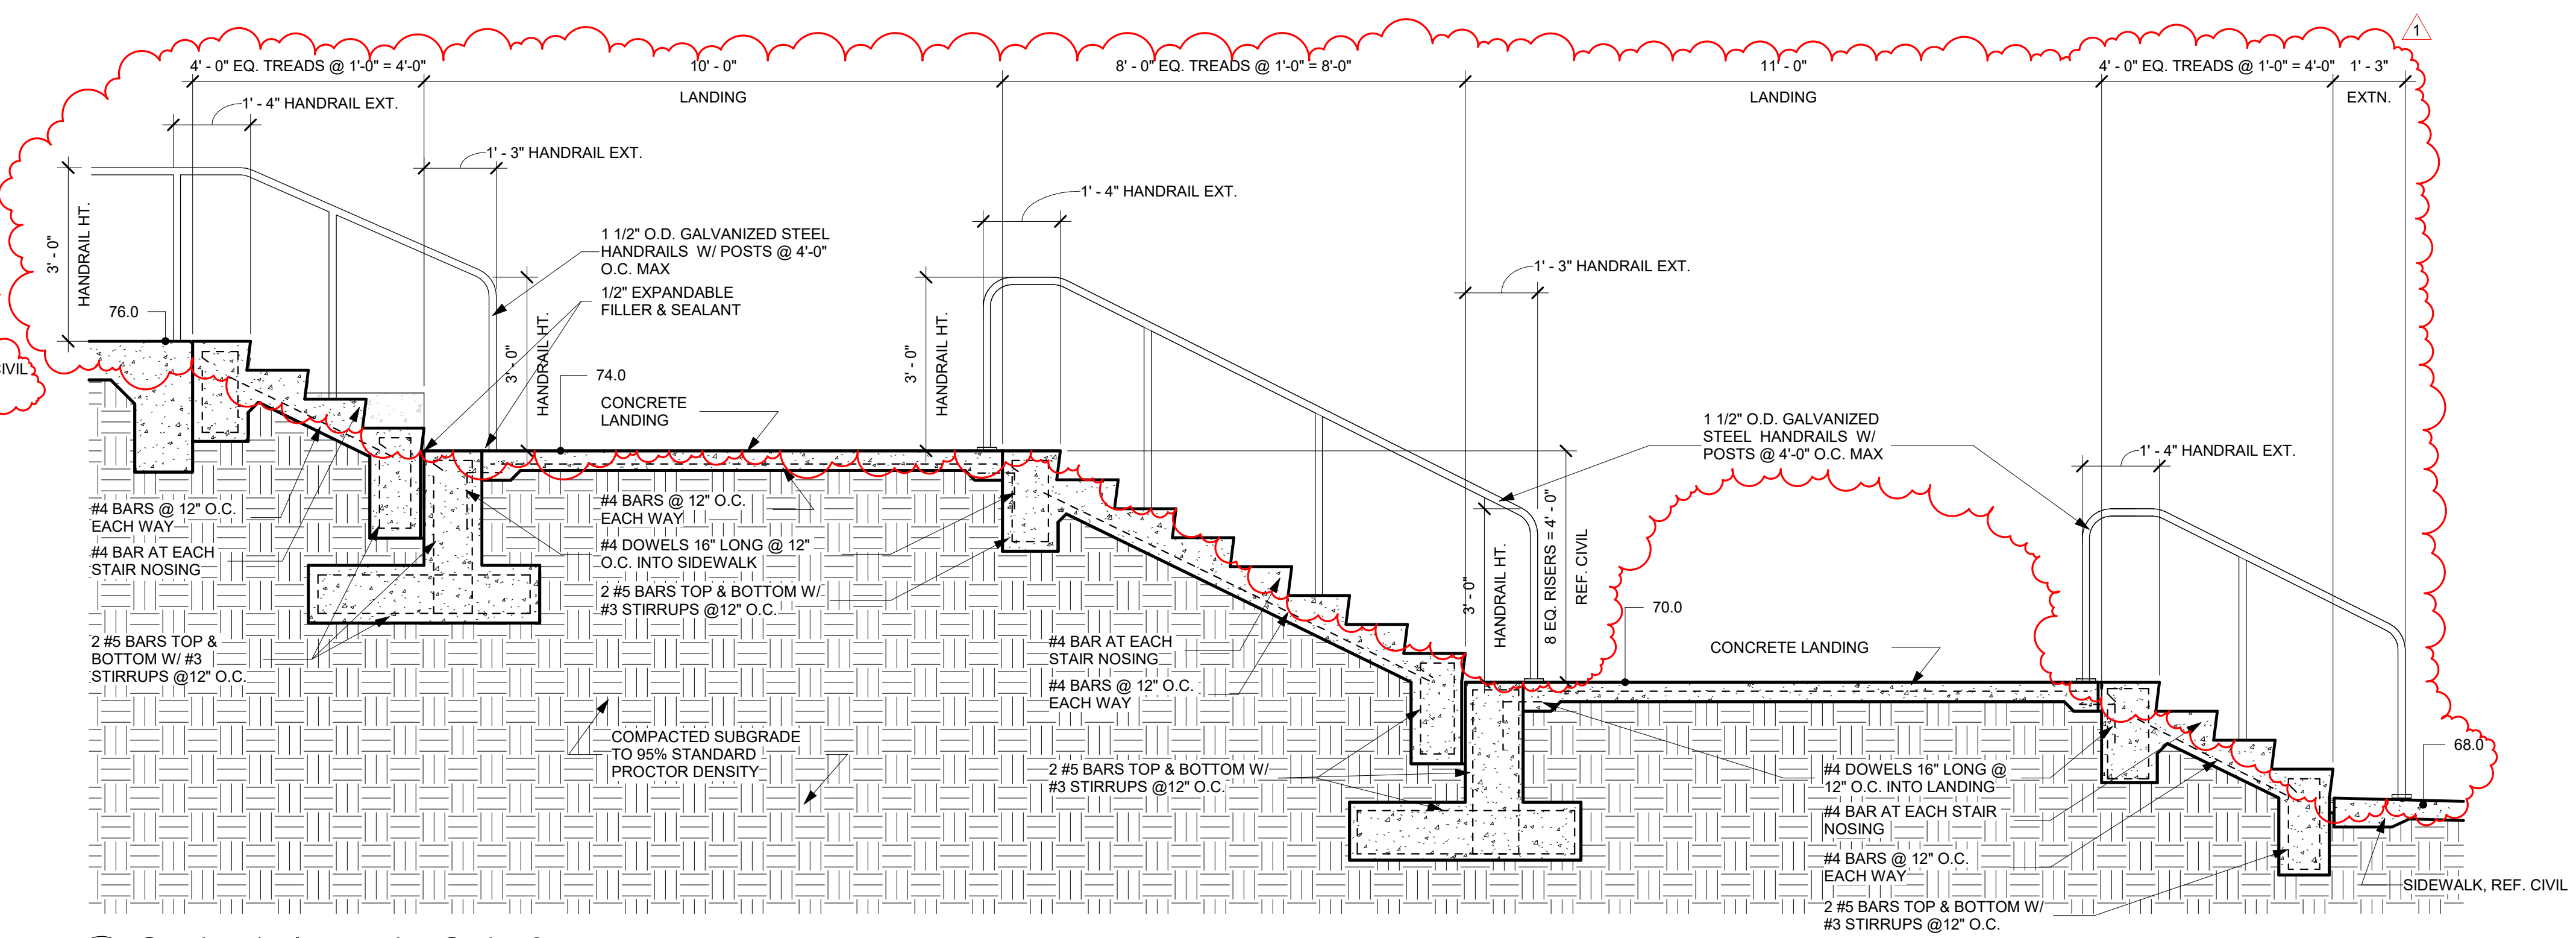 1
4' - 0" EQ. TREADS @ 1'-0" = 4'-0"
10' - 0"
LANDING
8' - 0" EQ. TREADS @ 1'-0" = 8'-0"
11' - 0"
LANDING
4' - 0" EQ. TREADS @ 1'-0" = 4'-0"
1' - 3"
EXTN.
1' - 4" HANDRAIL EXT.
1' - 3" HANDRAIL EXT.
1' - 4" HANDRAIL EXT.
1' - 3" HANDRAIL EXT.
1' - 4" HANDRAIL EXT.
3' - 0"
HANDRAIL HT.
76.0
CIVIL
1 1/2" O.D. GALVANIZED STEEL
HANDRAILS W/ POSTS @ 4'-0"
O.C. MAX
1/2" EXPANDABLE
FILLER & SEALANT
3' - 0"
HANDRAIL HT.
74.0
CONCRETE
LANDING
3' - 0"
HANDRAIL HT.
1 1/2" O.D. GALVANIZED
STEEL HANDRAILS W/
POSTS @ 4'-0" O.C. MAX
#4 BARS @ 12" O.C.
EACH WAY
#4 BAR AT EACH
STAIR NOSING
2 #5 BARS TOP &
BOTTOM W/ #3
STIRRUPS @12" O.C.
#4 BARS @ 12" O.C.
EACH WAY
#4 DOWELS 16" LONG @ 12"
O.C. INTO SIDEWALK
2 #5 BARS TOP & BOTTOM W/
#3 STIRRUPS @12" O.C.
COMPACTED SUBGRADE
TO 95% STANDARD
PROCTOR DENSITY
#4 BAR AT EACH
STAIR NOSING
#4 BARS @ 12" O.C.
EACH WAY
2 #5 BARS TOP & BOTTOM W/
#3 STIRRUPS @12" O.C.
3' - 0"
HANDRAIL HT.
8 EQ. RISERS = 4' - 0"
REF. CIVIL
70.0
CONCRETE LANDING
#4 DOWELS 16" LONG @
12" O.C. INTO LANDING
#4 BAR AT EACH STAIR
NOSING
#4 BARS @ 12" O.C.
EACH WAY
2 #5 BARS TOP & BOTTOM W/
#3 STIRRUPS @12" O.C.
68.0
SIDEWALK, REF. CIVIL